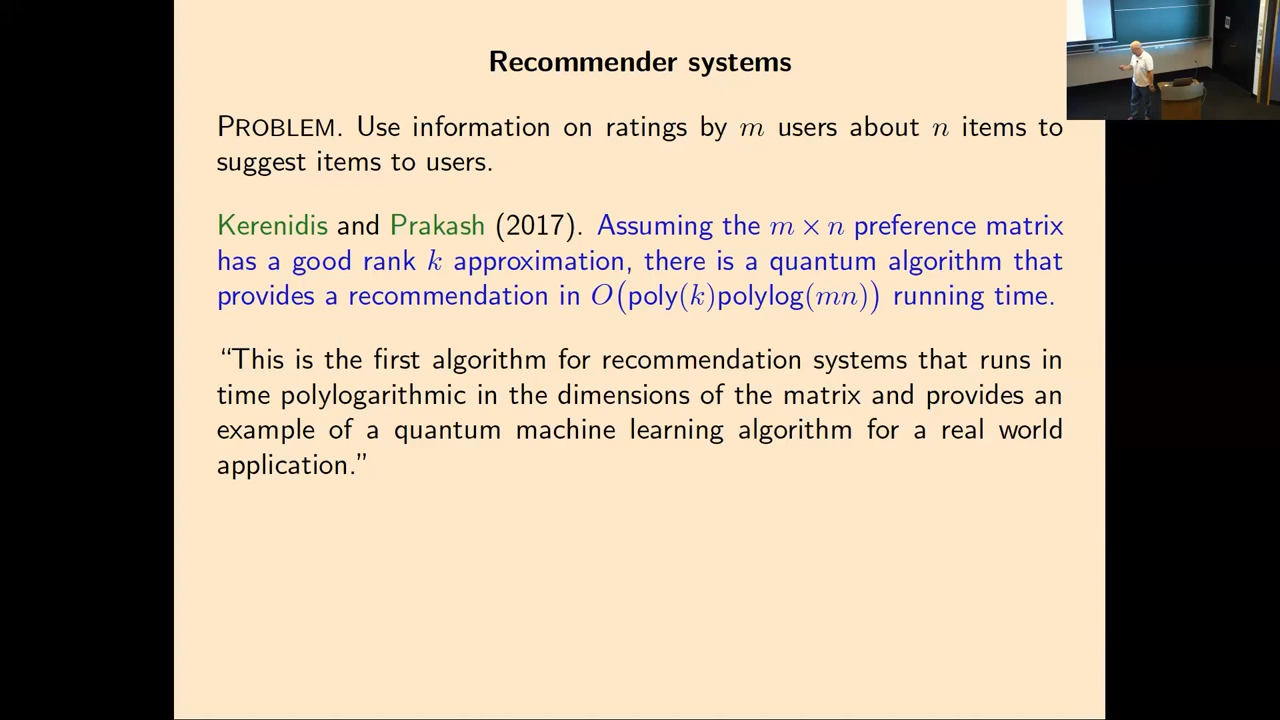 Recommender systems
PROBLEM. Use information on ratings by m users about n items to
suggest items to users.
Kerenidis and Prakash (2017). Assuming the m × n preference matrix
has a good rank k approximation, there is a quantum algorithm that
provides a recommendation in O(poly(k)polylog(mn)) running time.
“This is the first algorithm for recommendation systems that runs in
time polylogarithmic in the dimensions of the matrix and provides an
example of a quantum machine learning algorithm for a real world
application.”